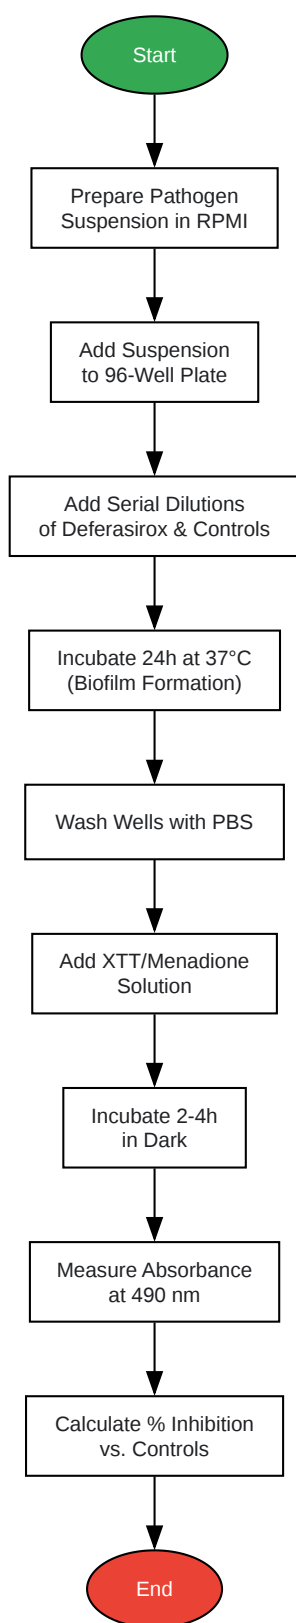 Start
Prepare Pathogen
Suspension in RPMI
Add Suspension
to 96-Well Plate
Add Serial Dilutions
of Deferasirox & Controls
Incubate 24h at 37°C
(Biofilm Formation)
Wash Wells with PBS
Add XTT/Menadione
Solution
Incubate 2-4h
in Dark
Measure Absorbance
at 490 nm
Calculate % Inhibition
vs. Controls
End